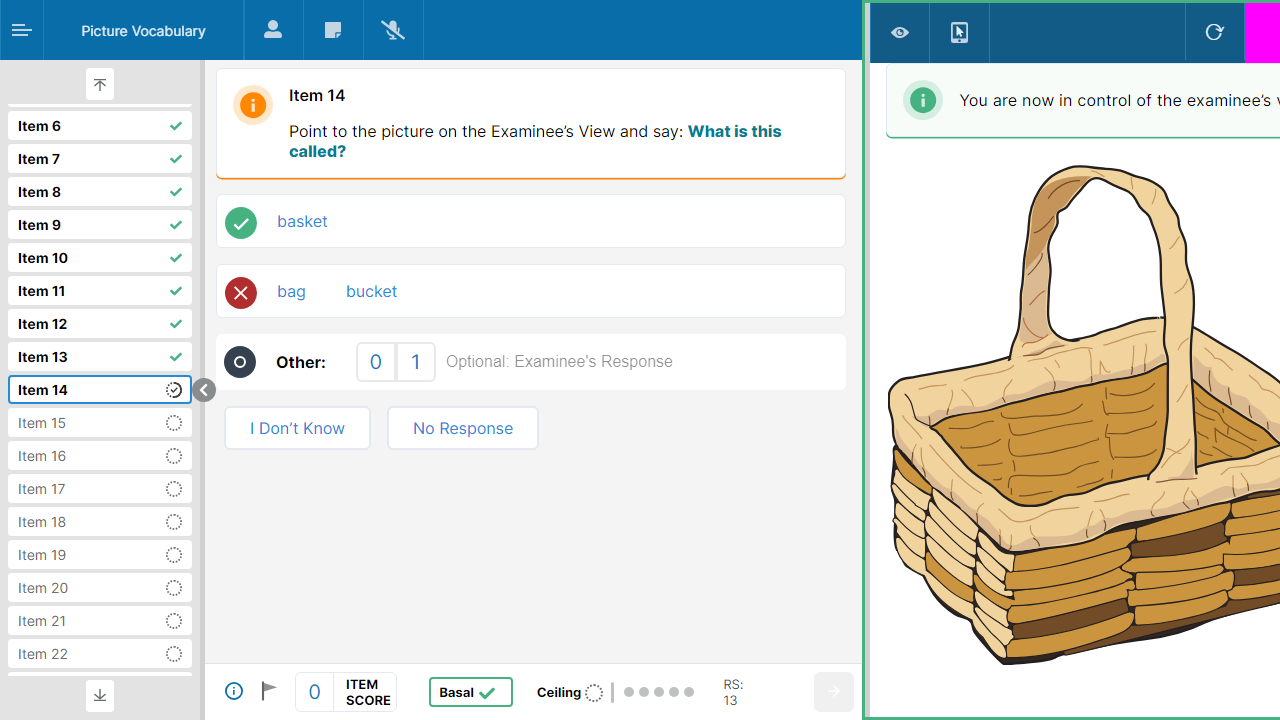 Picture Vocabulary
Item 6
Item 7
Item 8
Item 9
Item 10
Item 11
Item 12
Item 13
Item 14
Item 15
Item 16
Item 17
Item 18
Item 19
Item 20
Item 21
Item 22
Item 14
Point to the picture on the Examinee’s View and say: What is this
called?
basket
bag bucket
Other: 0 1 Optional: Examinee's Response
I Don’t Know No Response
0 ITEM
SCORE
Basal
Ceiling
RS:
13
You are now in control of the examinee’s